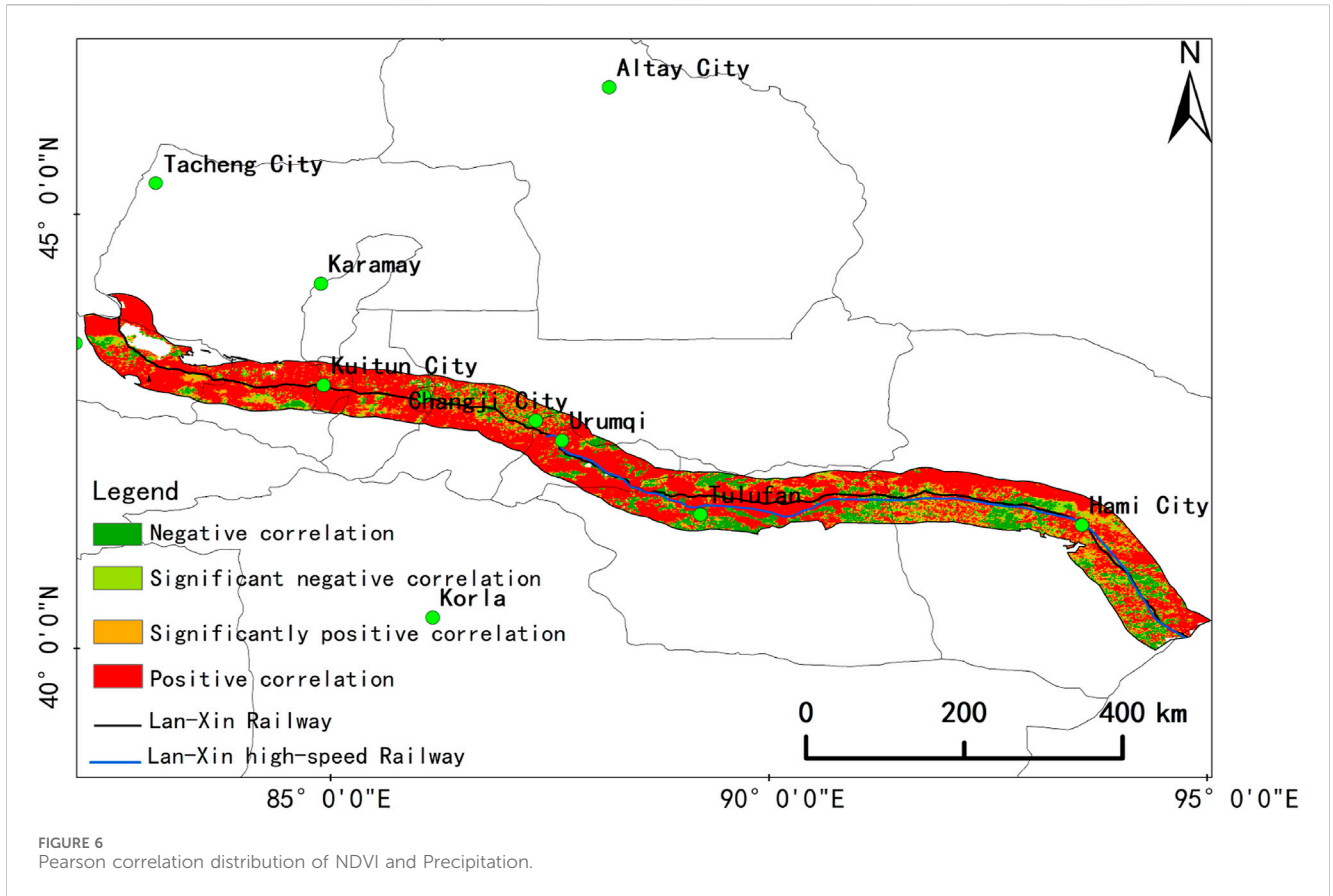 N
Altay City
45° 0'0"N
Tacheng City
Karamay
Kuitun City
Changji City
Urumqi
Tulufan
Hami City
Legend
Negative correlation
Significant negative correlation
Korla
Significantly positive correlation
Positive correlation
Lan-Xin Railway
Lan-Xin high-speed Railway
40° 0'0"N
0 200 400 km
85° 0'0"E 90° 0'0"E 95° 0'0"E
FIGURE 6
Pearson correlation distribution of NDVI and Precipitation.